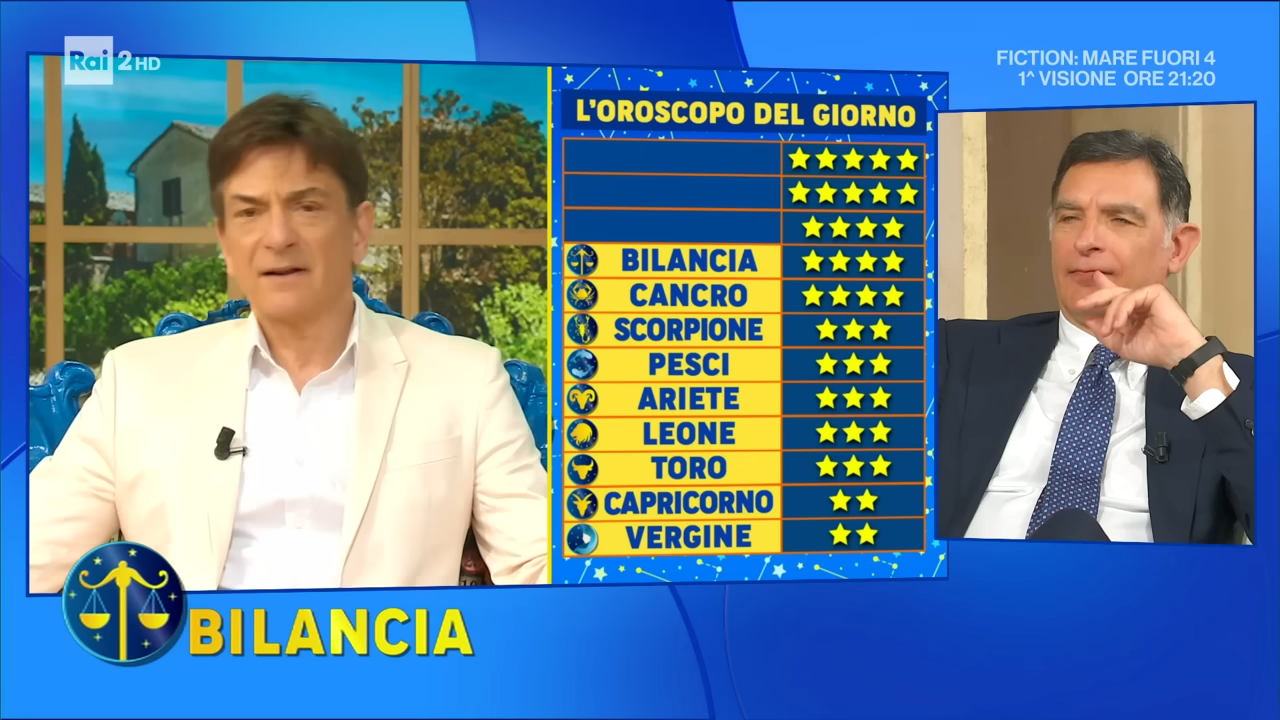 Rai 2 HD
FICTION: MARE FUORI 4
1^ VISIONE ORE 21:20
L'OROSCOPO DEL GIORNO
BILANCIA
CANCRO
SCORPIONE
PESCI
ARIETE
LEONE
TORO
CAPRICORNO
VERGINE
BILANCIA